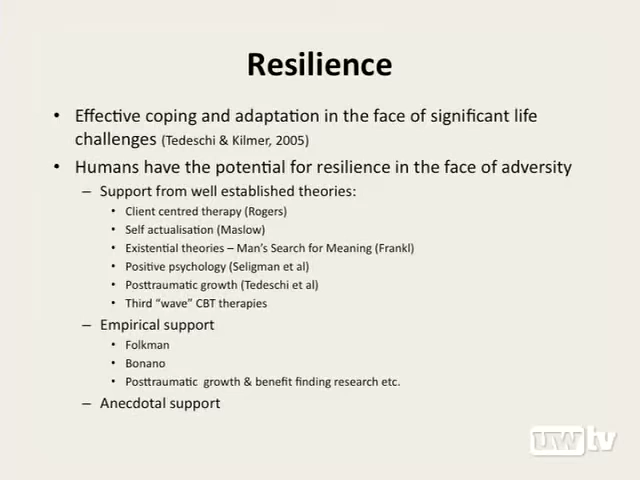 Resilience
• Effective coping and adaptation in the face of significant life
challenges (Tedeschi & Kilmer, 2005)
• Humans have the potential for resilience in the face of adversity
– Support from well established theories:
• Client centred therapy (Rogers)
• Self actualisation (Maslow)
• Existential theories – Man's Search for Meaning (Frankl)
• Positive psychology (Seligman et al)
• Posttraumatic growth (Tedeschi et al)
• Third “wave” CBT therapies
– Empirical support
• Folkman
• Bonano
• Posttraumatic growth & benefit finding research etc.
– Anecdotal support
uwtv